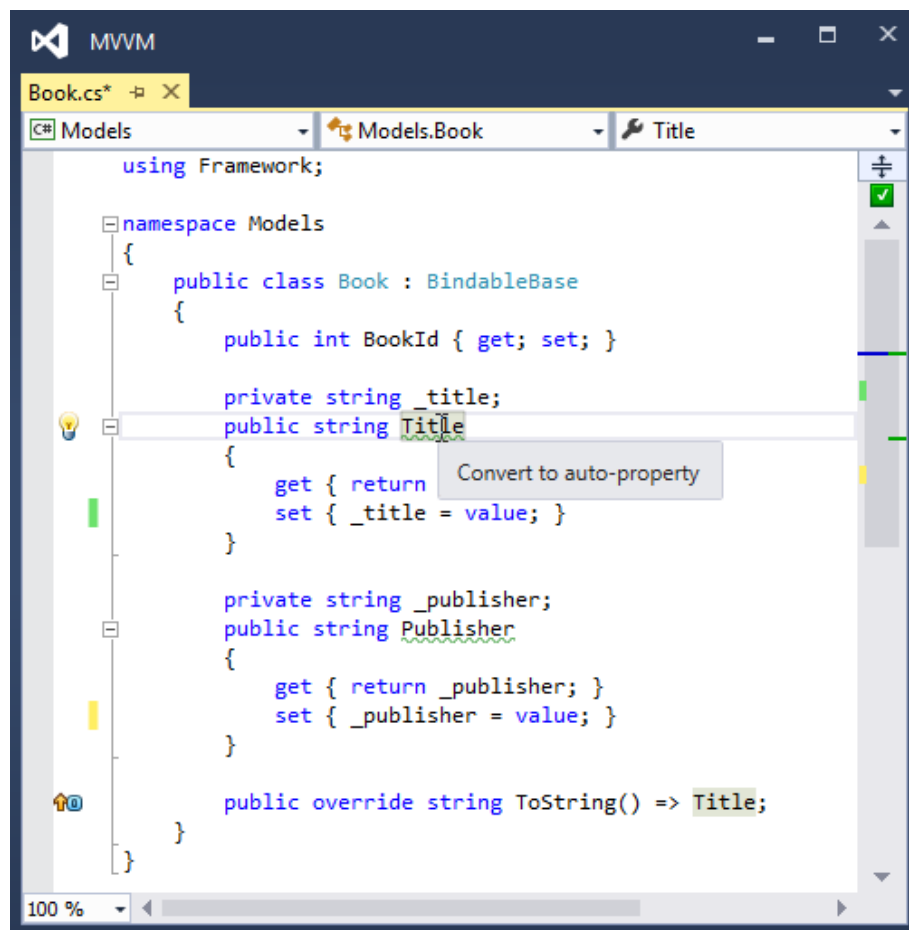 MVVM
Book.cs*
C# Models Models.Book Title
using Framework;
namespace Models
{
public class Book : BindableBase
{
public int BookId { get; set; }
private string _title;
public string Title
{
Convert to auto-property
get { return
set { _title = value; }
}
private string _publisher;
public string Publisher
{
get { return _publisher; }
set { _publisher = value; }
}
public override string ToString() => Title;
}
}
100 %